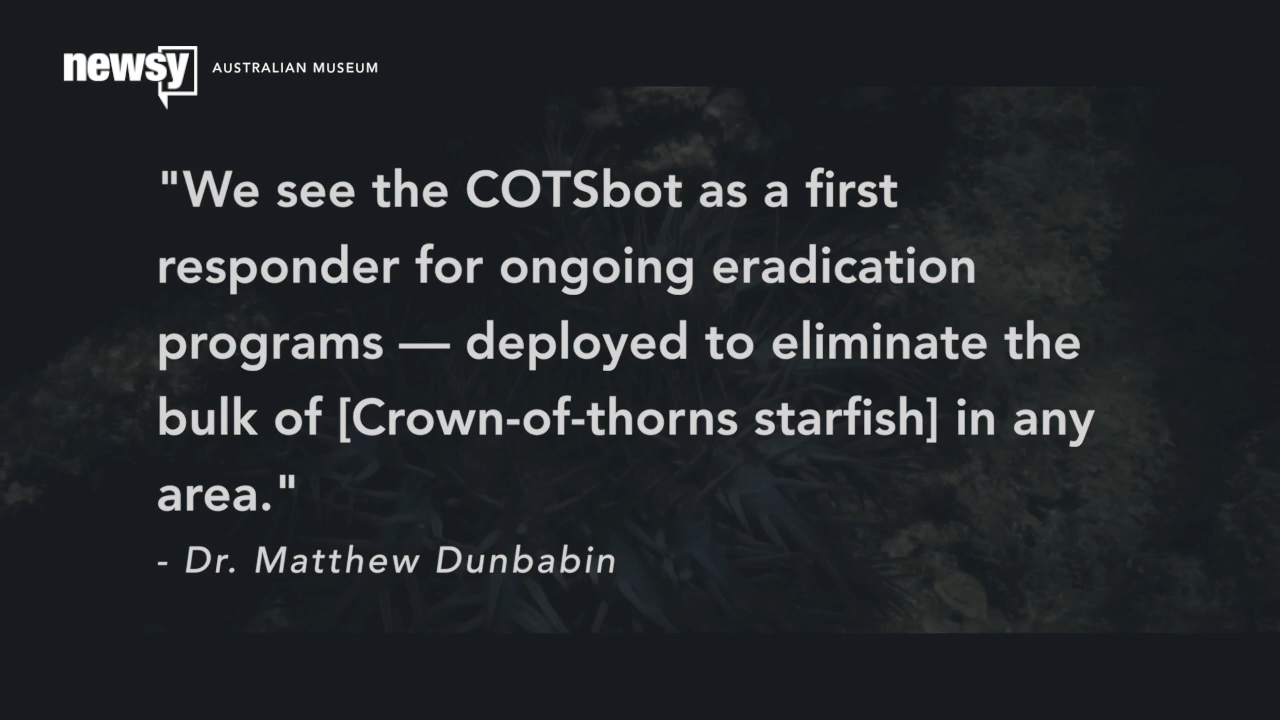 newsy AUSTRALIAN MUSEUM
"We see the COTSbot as a first
responder for ongoing eradication
programs — deployed to eliminate the
bulk of [Crown-of-thorns starfish] in any
area."
- Dr. Matthew Dunbabin